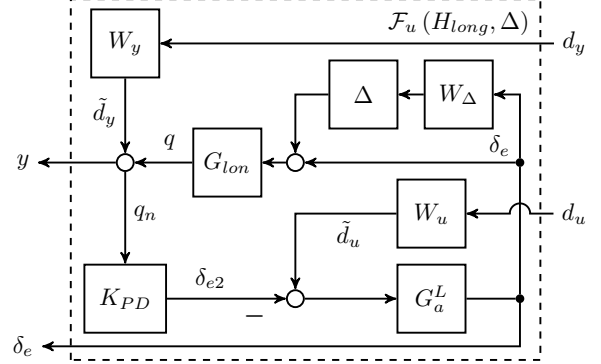 F_u (H_long, Δ)
W_y
d_y
d̃_y
Δ
W_Δ
δ_e
y
q
G_lon
q_n
W_u
d_u
d̃_u
K_PD
δ_e2
−
G_a^L
δ_e